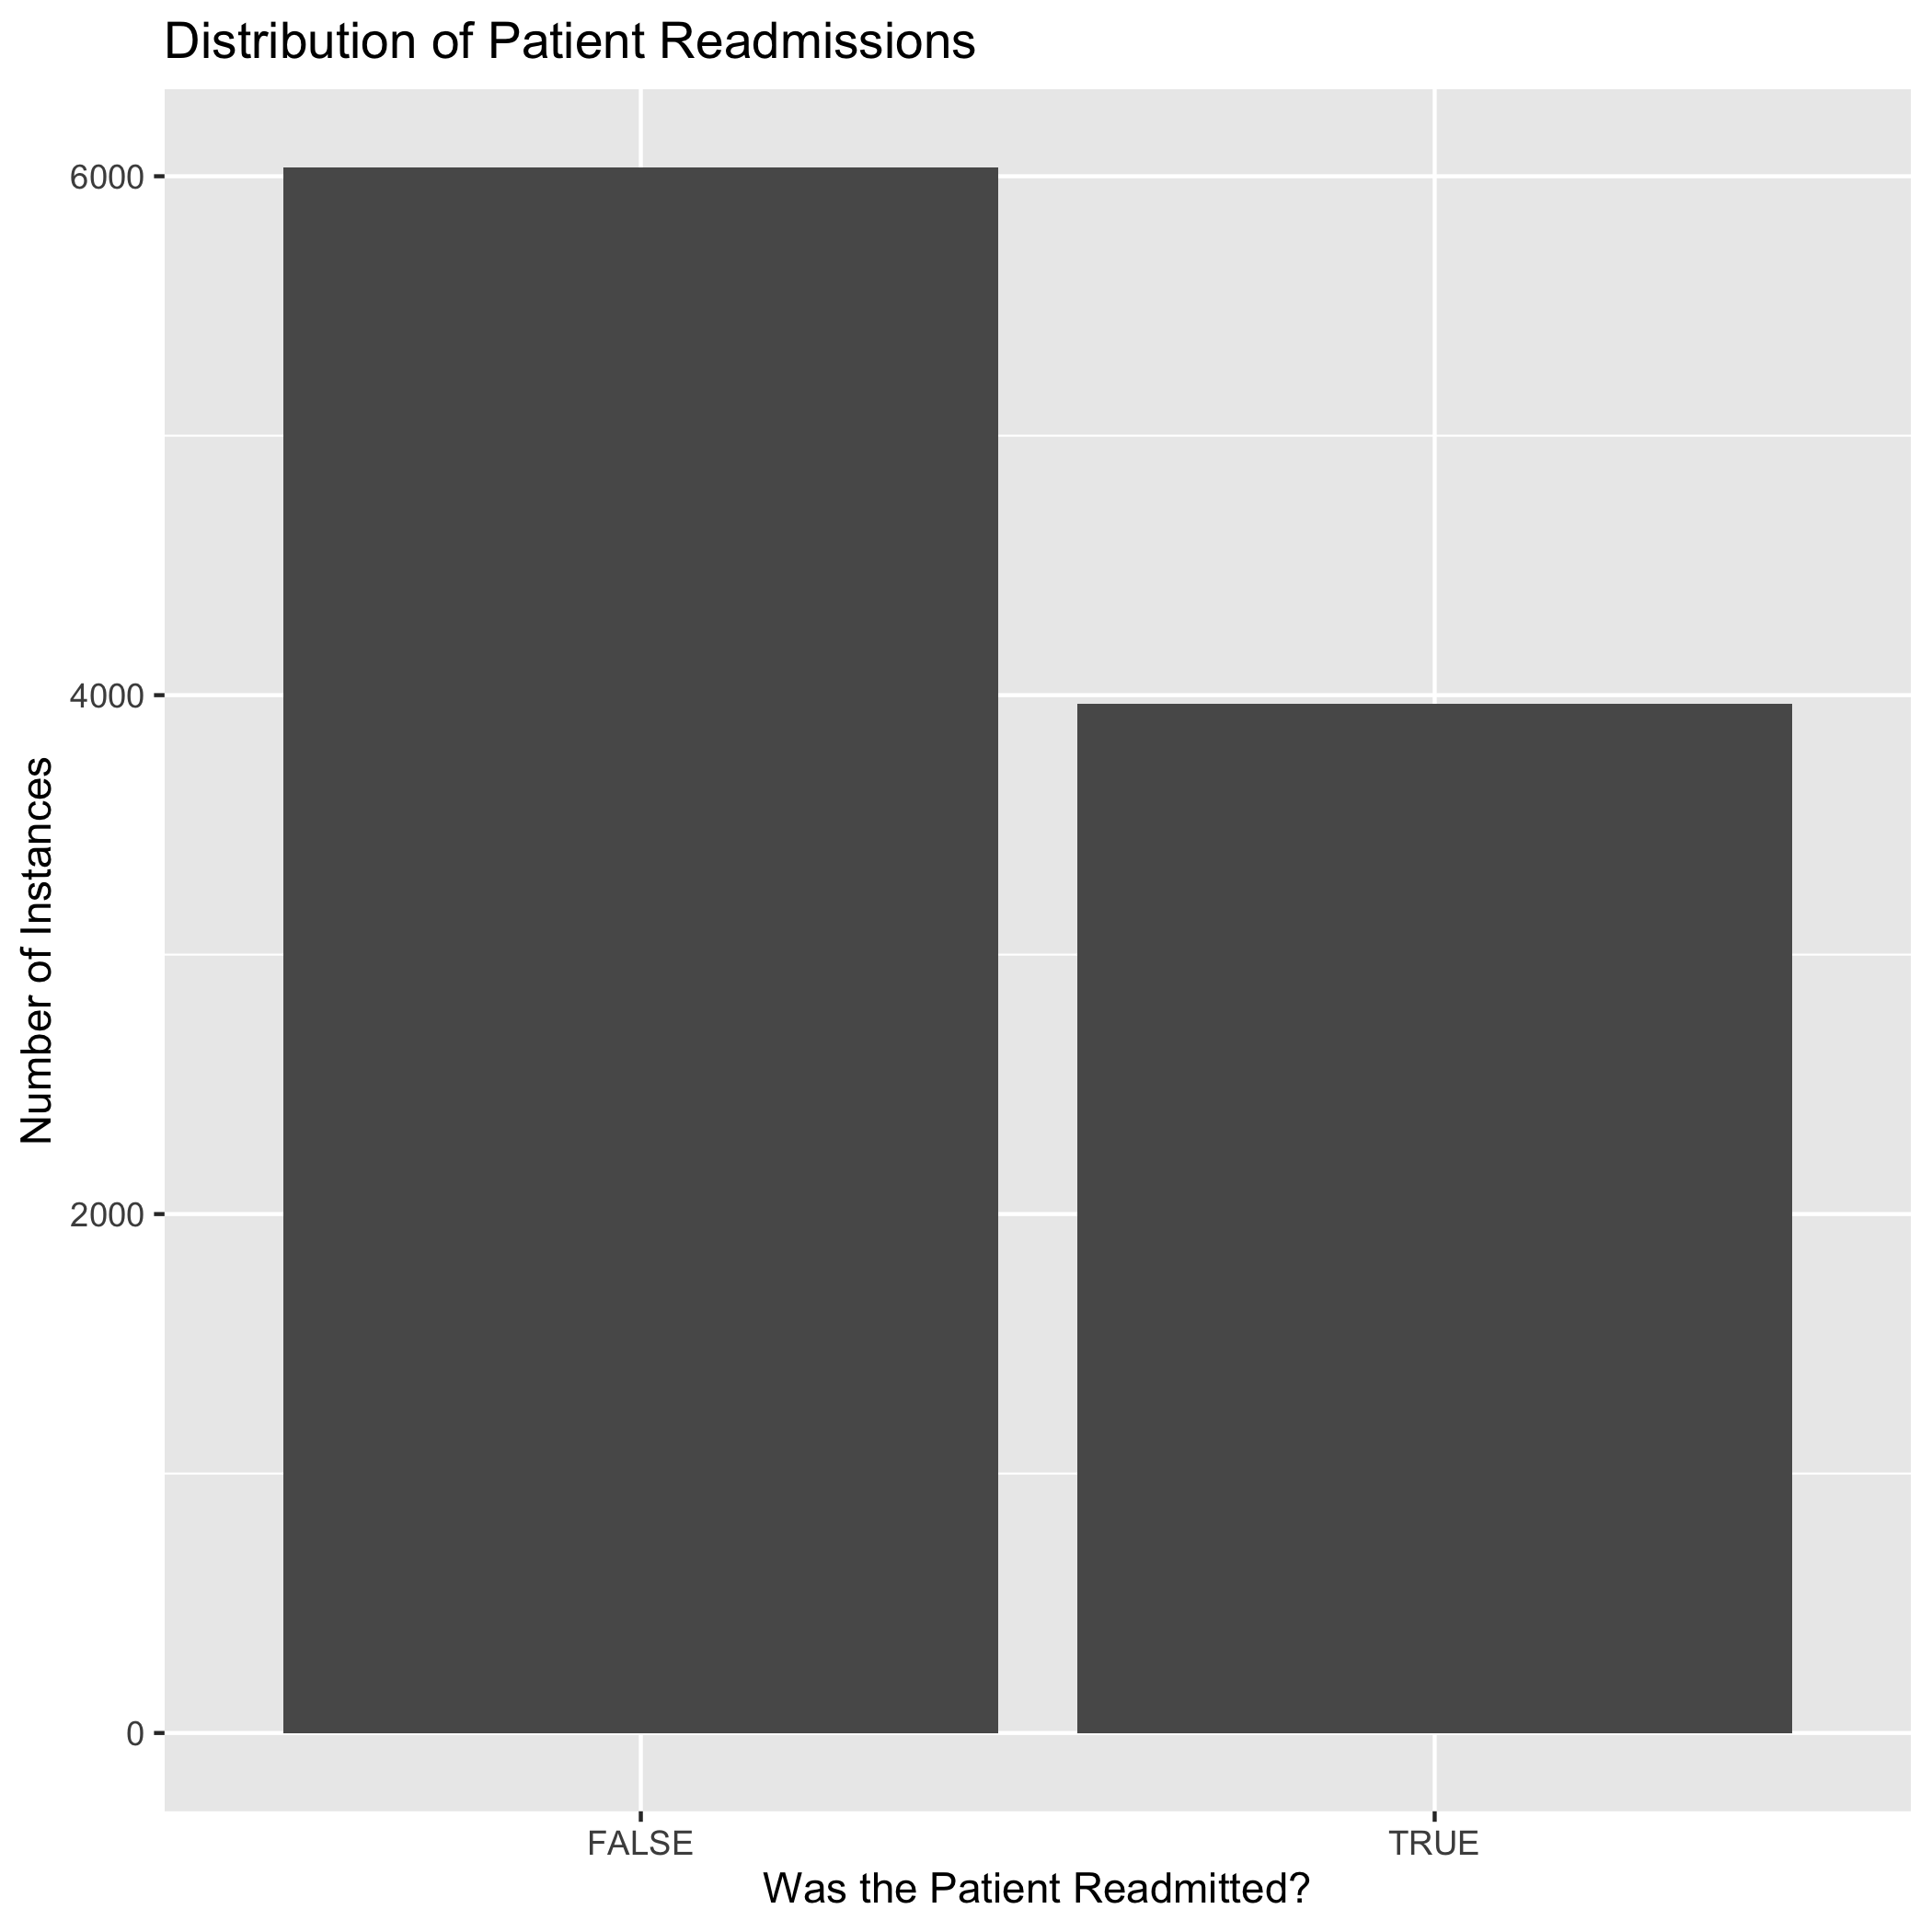 Distribution of Patient Readmissions
Number of Instances
6000
4000
2000
0
FALSE
TRUE
Was the Patient Readmitted?